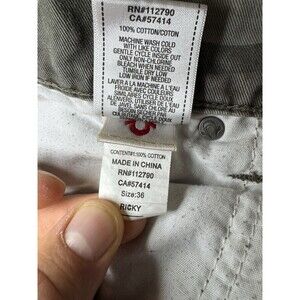 RN#112790
CA#57414
100% COTTON/COTON
MACHINE WASH COLD
WITH LIKE COLORS
GENTLE CYCLE INSIDE
OUT ONLY NON-CHLORINE
BLEACH WHEN NEEDED
TUMBLE DRY LOW
LOW IRON IF NEEDED
LAVER A LA MACHINE A L'EAU
FROIDE AVEC COULEURS
CONTENT#:100% COTTON
MADE IN CHINA
RN#112790
CA#57414
Size:36
RICKY